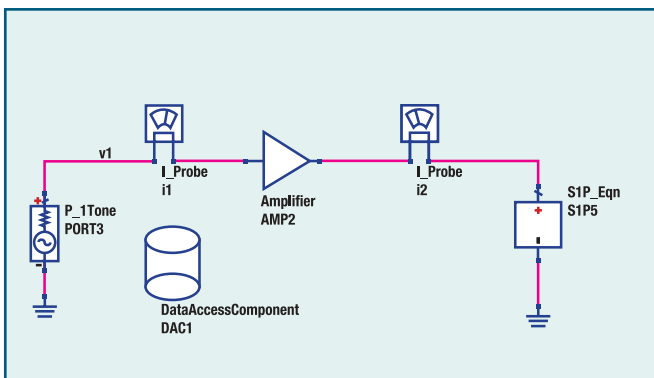 v1
I_Probe
i1
Amplifier
AMP2
I_Probe
i2
S1P_Eqn
S1P5
P_1Tone
PORT3
DataAccessComponent
DAC1